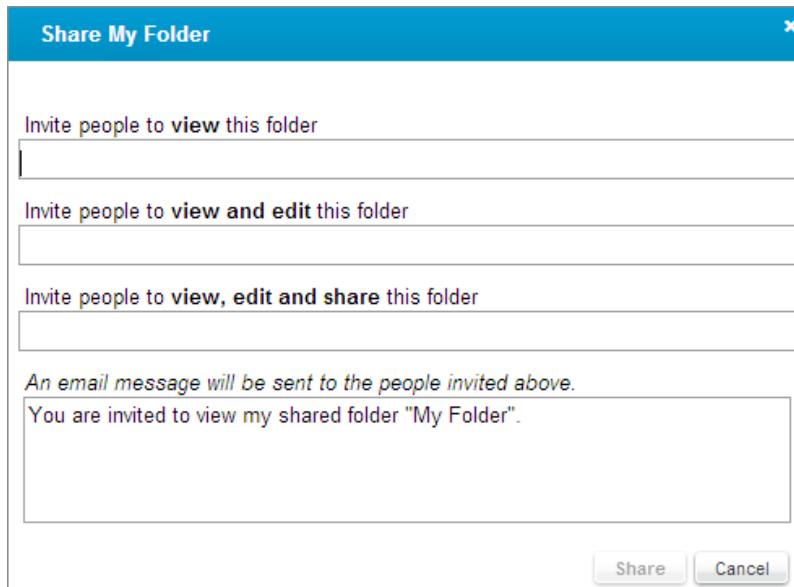 Share My Folder
Invite people to view this folder
Invite people to view and edit this folder
Invite people to view, edit and share this folder
An email message will be sent to the people invited above.
You are invited to view my shared folder "My Folder".
Share
Cancel